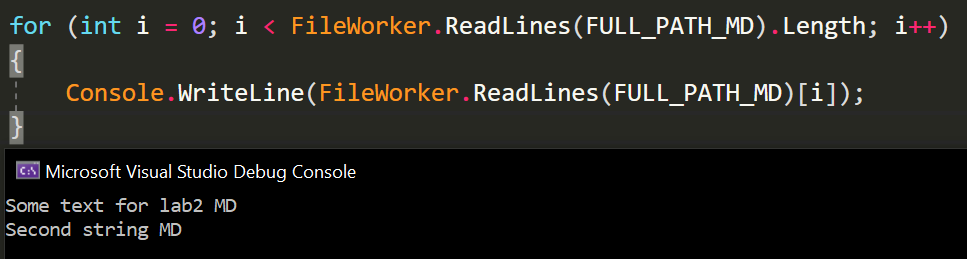 for (int i = 0; i < FileWorker.ReadLines(FULL_PATH_MD).Length; i++)
{
    Console.WriteLine(FileWorker.ReadLines(FULL_PATH_MD)[i]);
}
C:\ Microsoft Visual Studio Debug Console
Some text for lab2 MD
Second string MD